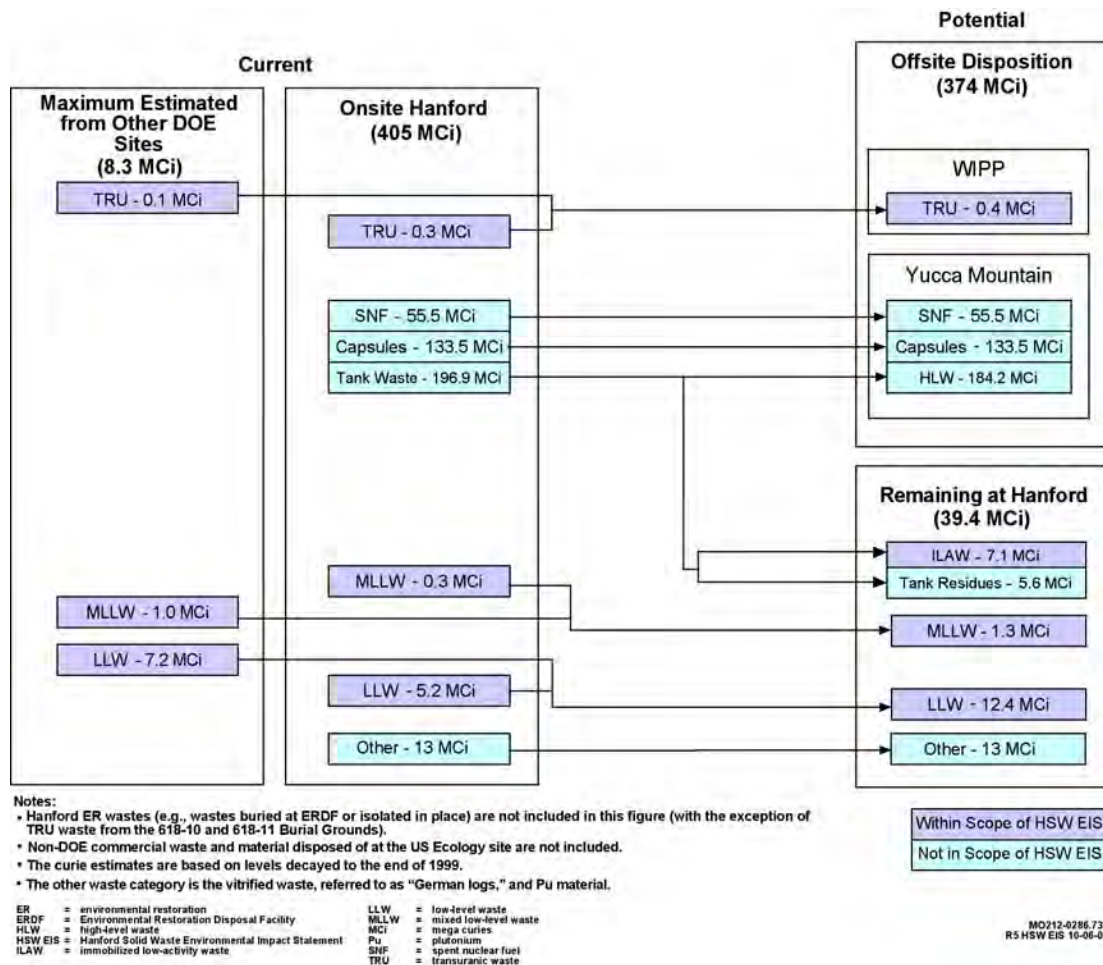 Potential
Current
Maximum Estimated
from Other DOE
Sites
(8.3 MCi)
TRU - 0.1 MCi
MLLW - 1.0 MCi
LLW - 7.2 MCi
Onsite Hanford
(405 MCi)
TRU - 0.3 MCi
SNF - 55.5 MCi
Capsules - 133.5 MCi
Tank Waste - 196.9 MCi
MLLW - 0.3 MCi
LLW - 5.2 MCi
Other - 13 MCi
Offsite Disposition
(374 MCi)
WIPP
TRU - 0.4 MCi
Yucca Mountain
SNF - 55.5 MCi
Capsules - 133.5 MCi
HLW - 184.2 MCi
Remaining at Hanford
(39.4 MCi)
ILAW - 7.1 MCi
Tank Residues - 5.6 MCi
MLLW - 1.3 MCi
LLW - 12.4 MCi
Other - 13 MCi
Notes:
• Hanford ER wastes (e.g., wastes buried at ERDF or isolated in place) are not included in this figure (with the exception of
TRU waste from the 618-10 and 618-11 Burial Grounds).
• Non-DOE commercial waste and material disposed of at the US Ecology site are not included.
• The curie estimates are based on levels decayed to the end of 1999.
• The other waste category is the vitrified waste, referred to as “German logs,” and Pu material.
Within Scope of HSW EIS
Not in Scope of HSW EIS
ER = environmental restoration
ERDF = Environmental Restoration Disposal Facility
HLW = high-level waste
HSW EIS = Hanford Solid Waste Environmental Impact Statement
ILAW = immobilized low-activity waste
LLW = low-level waste
MLLW = mixed low-level waste
MCi = mega curies
Pu = plutonium
SNF = spent nuclear fuel
TRU = transuranic waste
MO212-0286.73
R5 HSW EIS 10-06-0